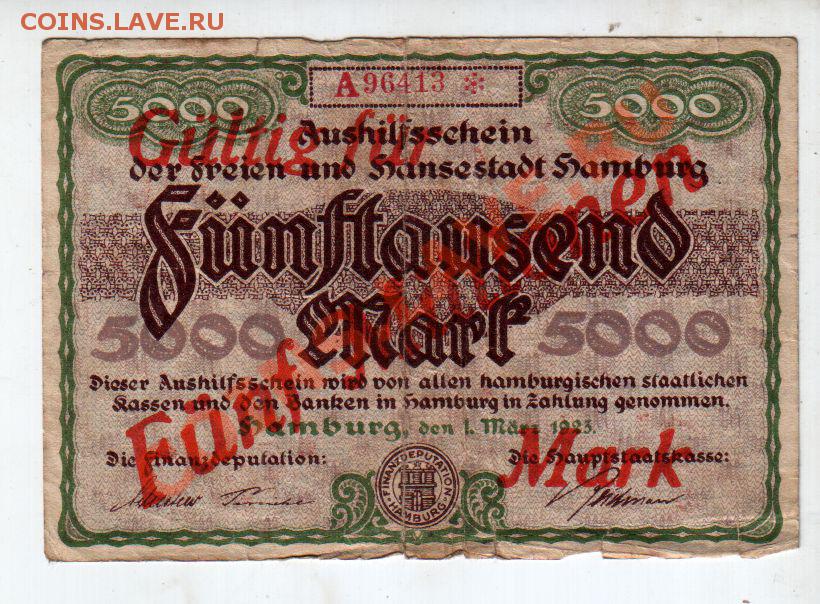 COINS.LAVE.RU
A96413 *
5000 5000
Gültig für
Aushilfsschein
der Freien und Hansestadt Hamburg
Fünftausend
Mark
5000 5000
Dieser Aushilfsschein wird von allen hamburgischen staatlichen
Kassen und den Banken in Hamburg in Zahlung genommen.
Hamburg, den 1. März 1923.
Die Finanzdeputation: Die Hauptstaatskasse:
Fünf
Mark
FINANZDEPUTATION
HAMBURG